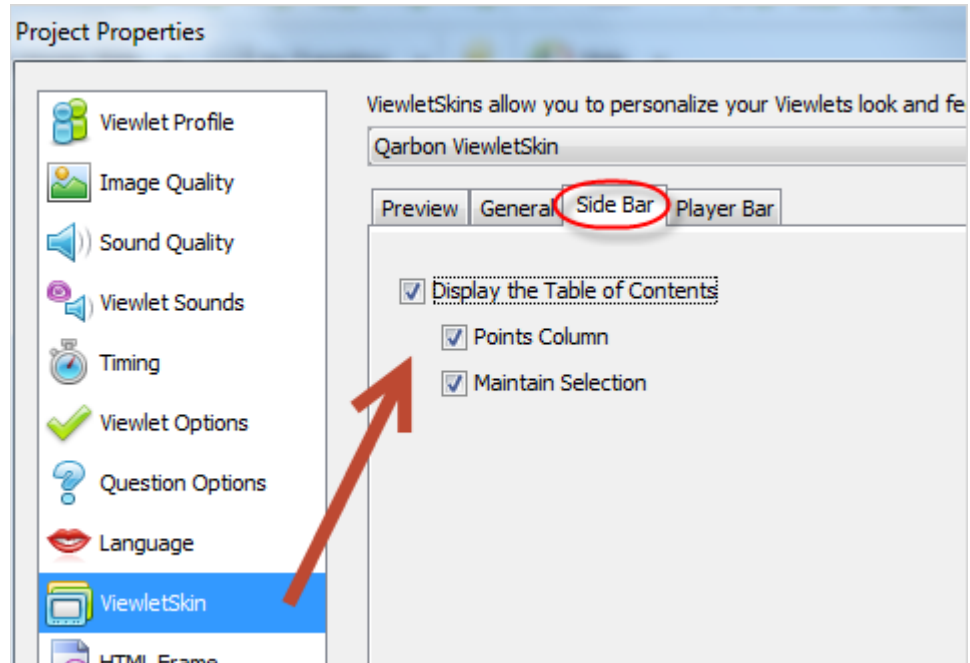 Project Properties
Viewlet Profile
Image Quality
Sound Quality
Viewlet Sounds
Timing
Viewlet Options
Question Options
Language
ViewletSkin
HTML Frame
ViewletSkins allow you to personalize your Viewlets look and fe
Qarbon ViewletSkin
Preview General Side Bar Player Bar
Display the Table of Contents
Points Column
Maintain Selection